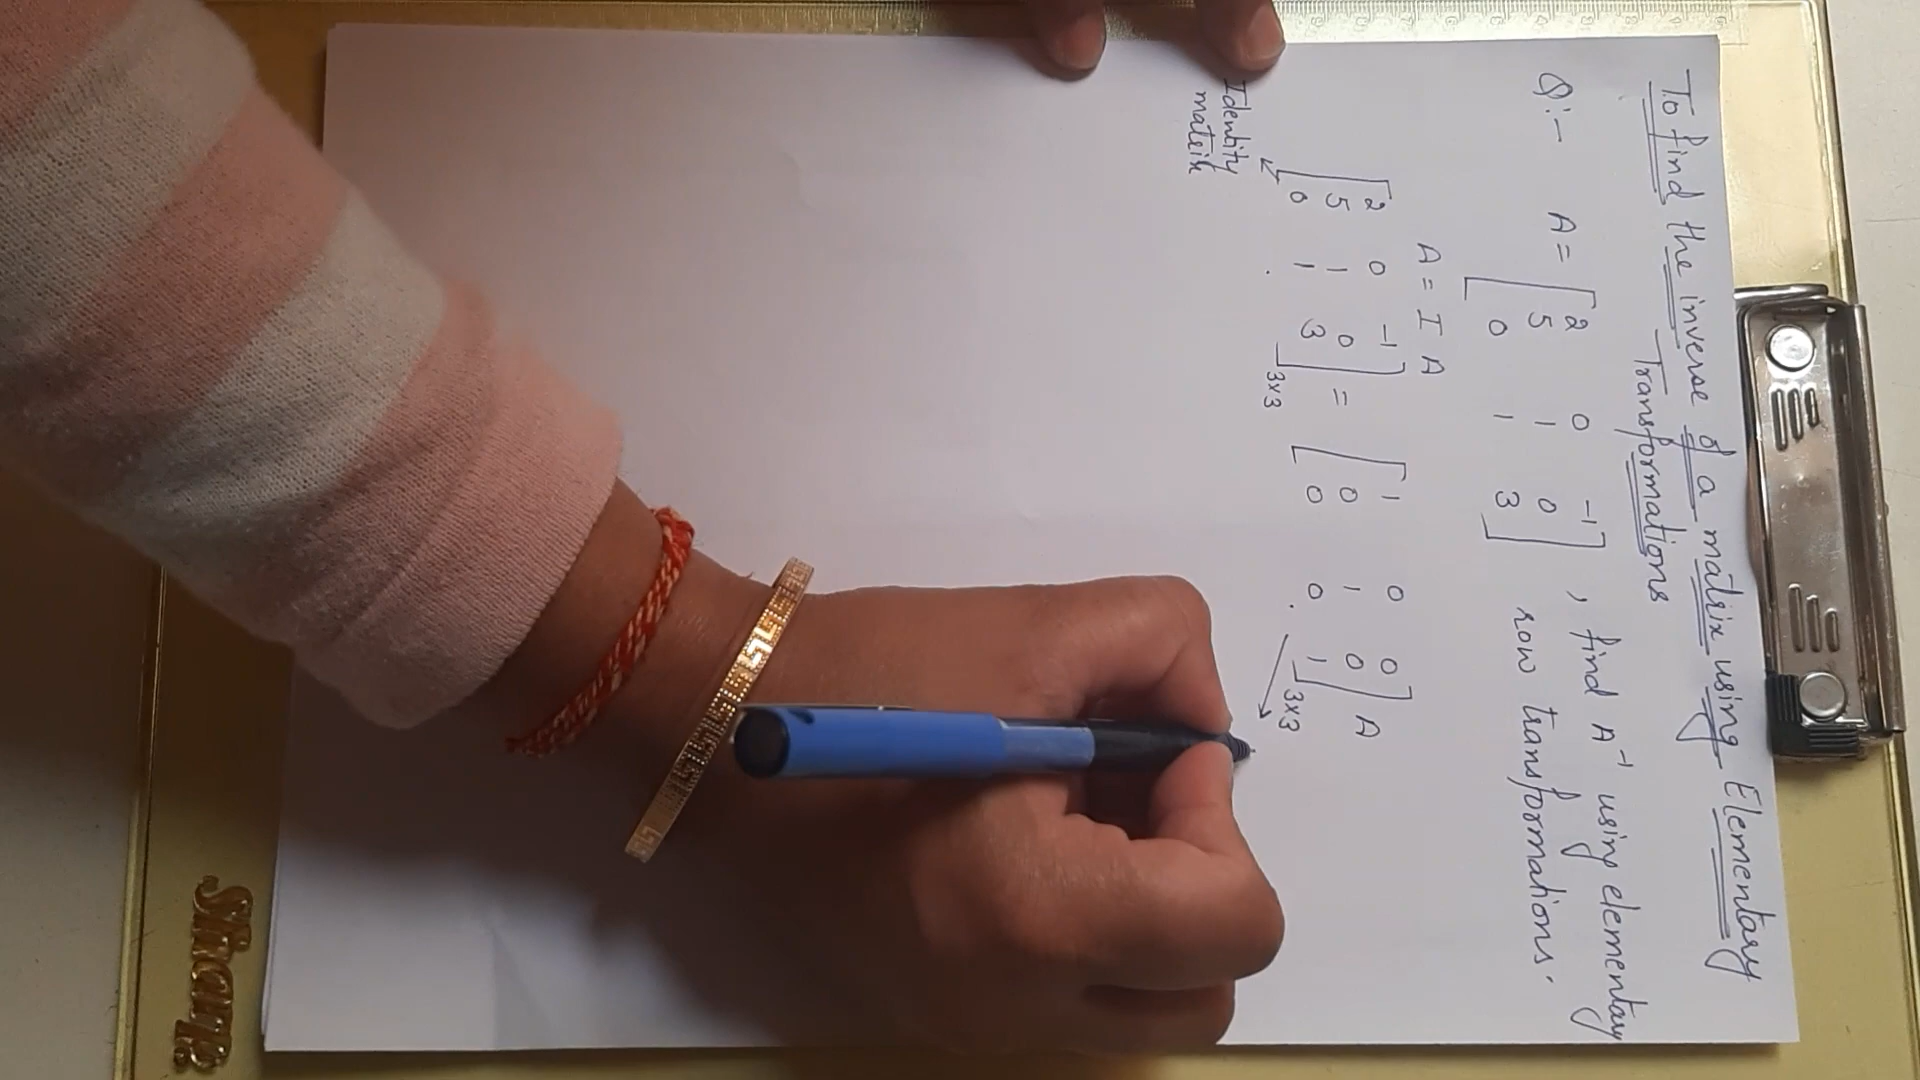 To find the inverse of a matrix using Elementary
Transformations
Q:- A = [2 0 -1
5 1 0
0 1 3] , find A⁻¹ using elementary
row transformations.
A = I A
[2 0 -1
5 1 0
0 1 3]3x3 = [1 0 0
0 1 0
0 0 1]3x3 A
Identity
matrix
Sharp